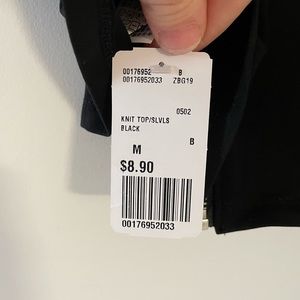 00176952 B
00176952033 ZBG19
0502
KNIT TOP/SLVLS
BLACK
B
M
$8.90
00176952033